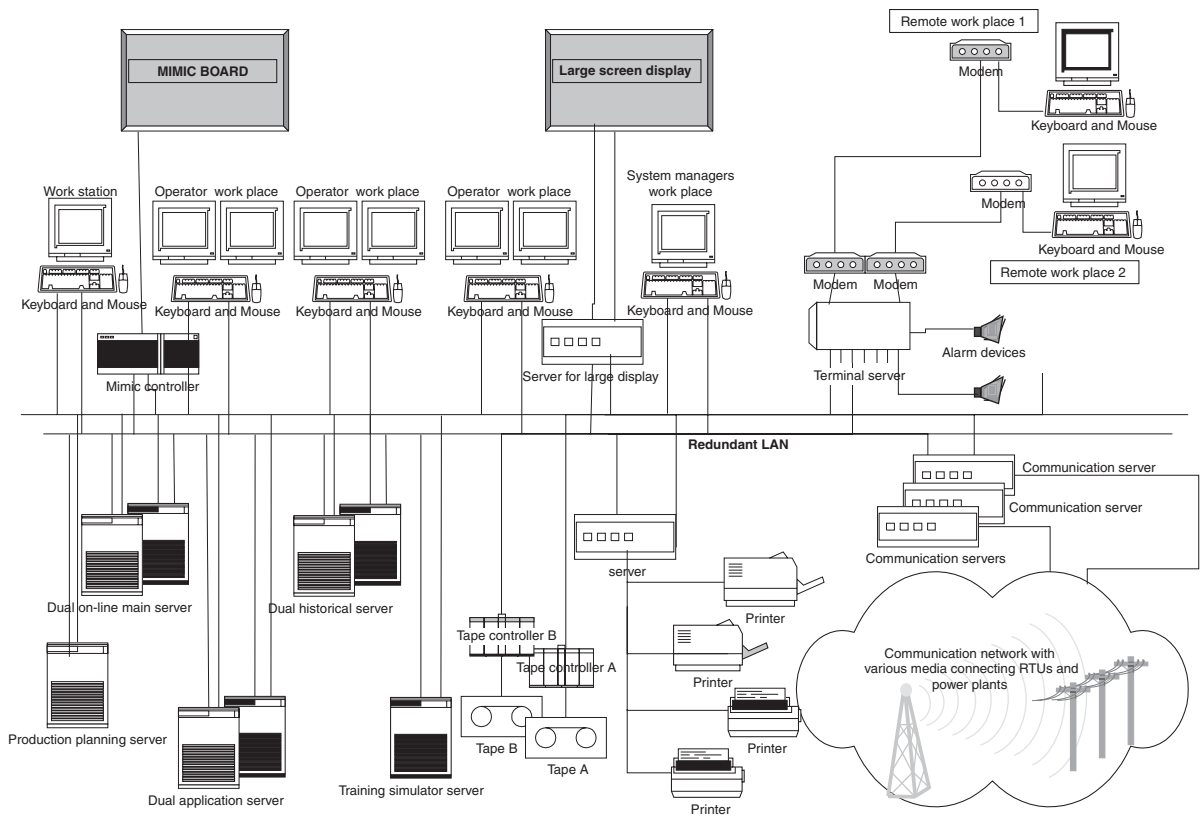 Remote work place 1
MIMIC BOARD
Large screen display
Modem
Keyboard and Mouse
Work station
Operator work place
Operator work place
Operator work place
System managers
work place
Modem
Keyboard and Mouse
Remote work place 2
Keyboard and Mouse
Keyboard and Mouse
Keyboard and Mouse
Keyboard and Mouse
Keyboard and Mouse
Modem
Modem
Mimic controller
Server for large display
Terminal server
Alarm devices
Redundant LAN
Communication server
Communication server
Communication servers
server
Dual on-line main server
Dual historical server
Printer
Tape controller B
Tape controller A
Printer
Communication network with
various media connecting RTUs and
power plants
Production planning server
Tape B
Tape A
Printer
Dual application server
Training simulator server
Printer